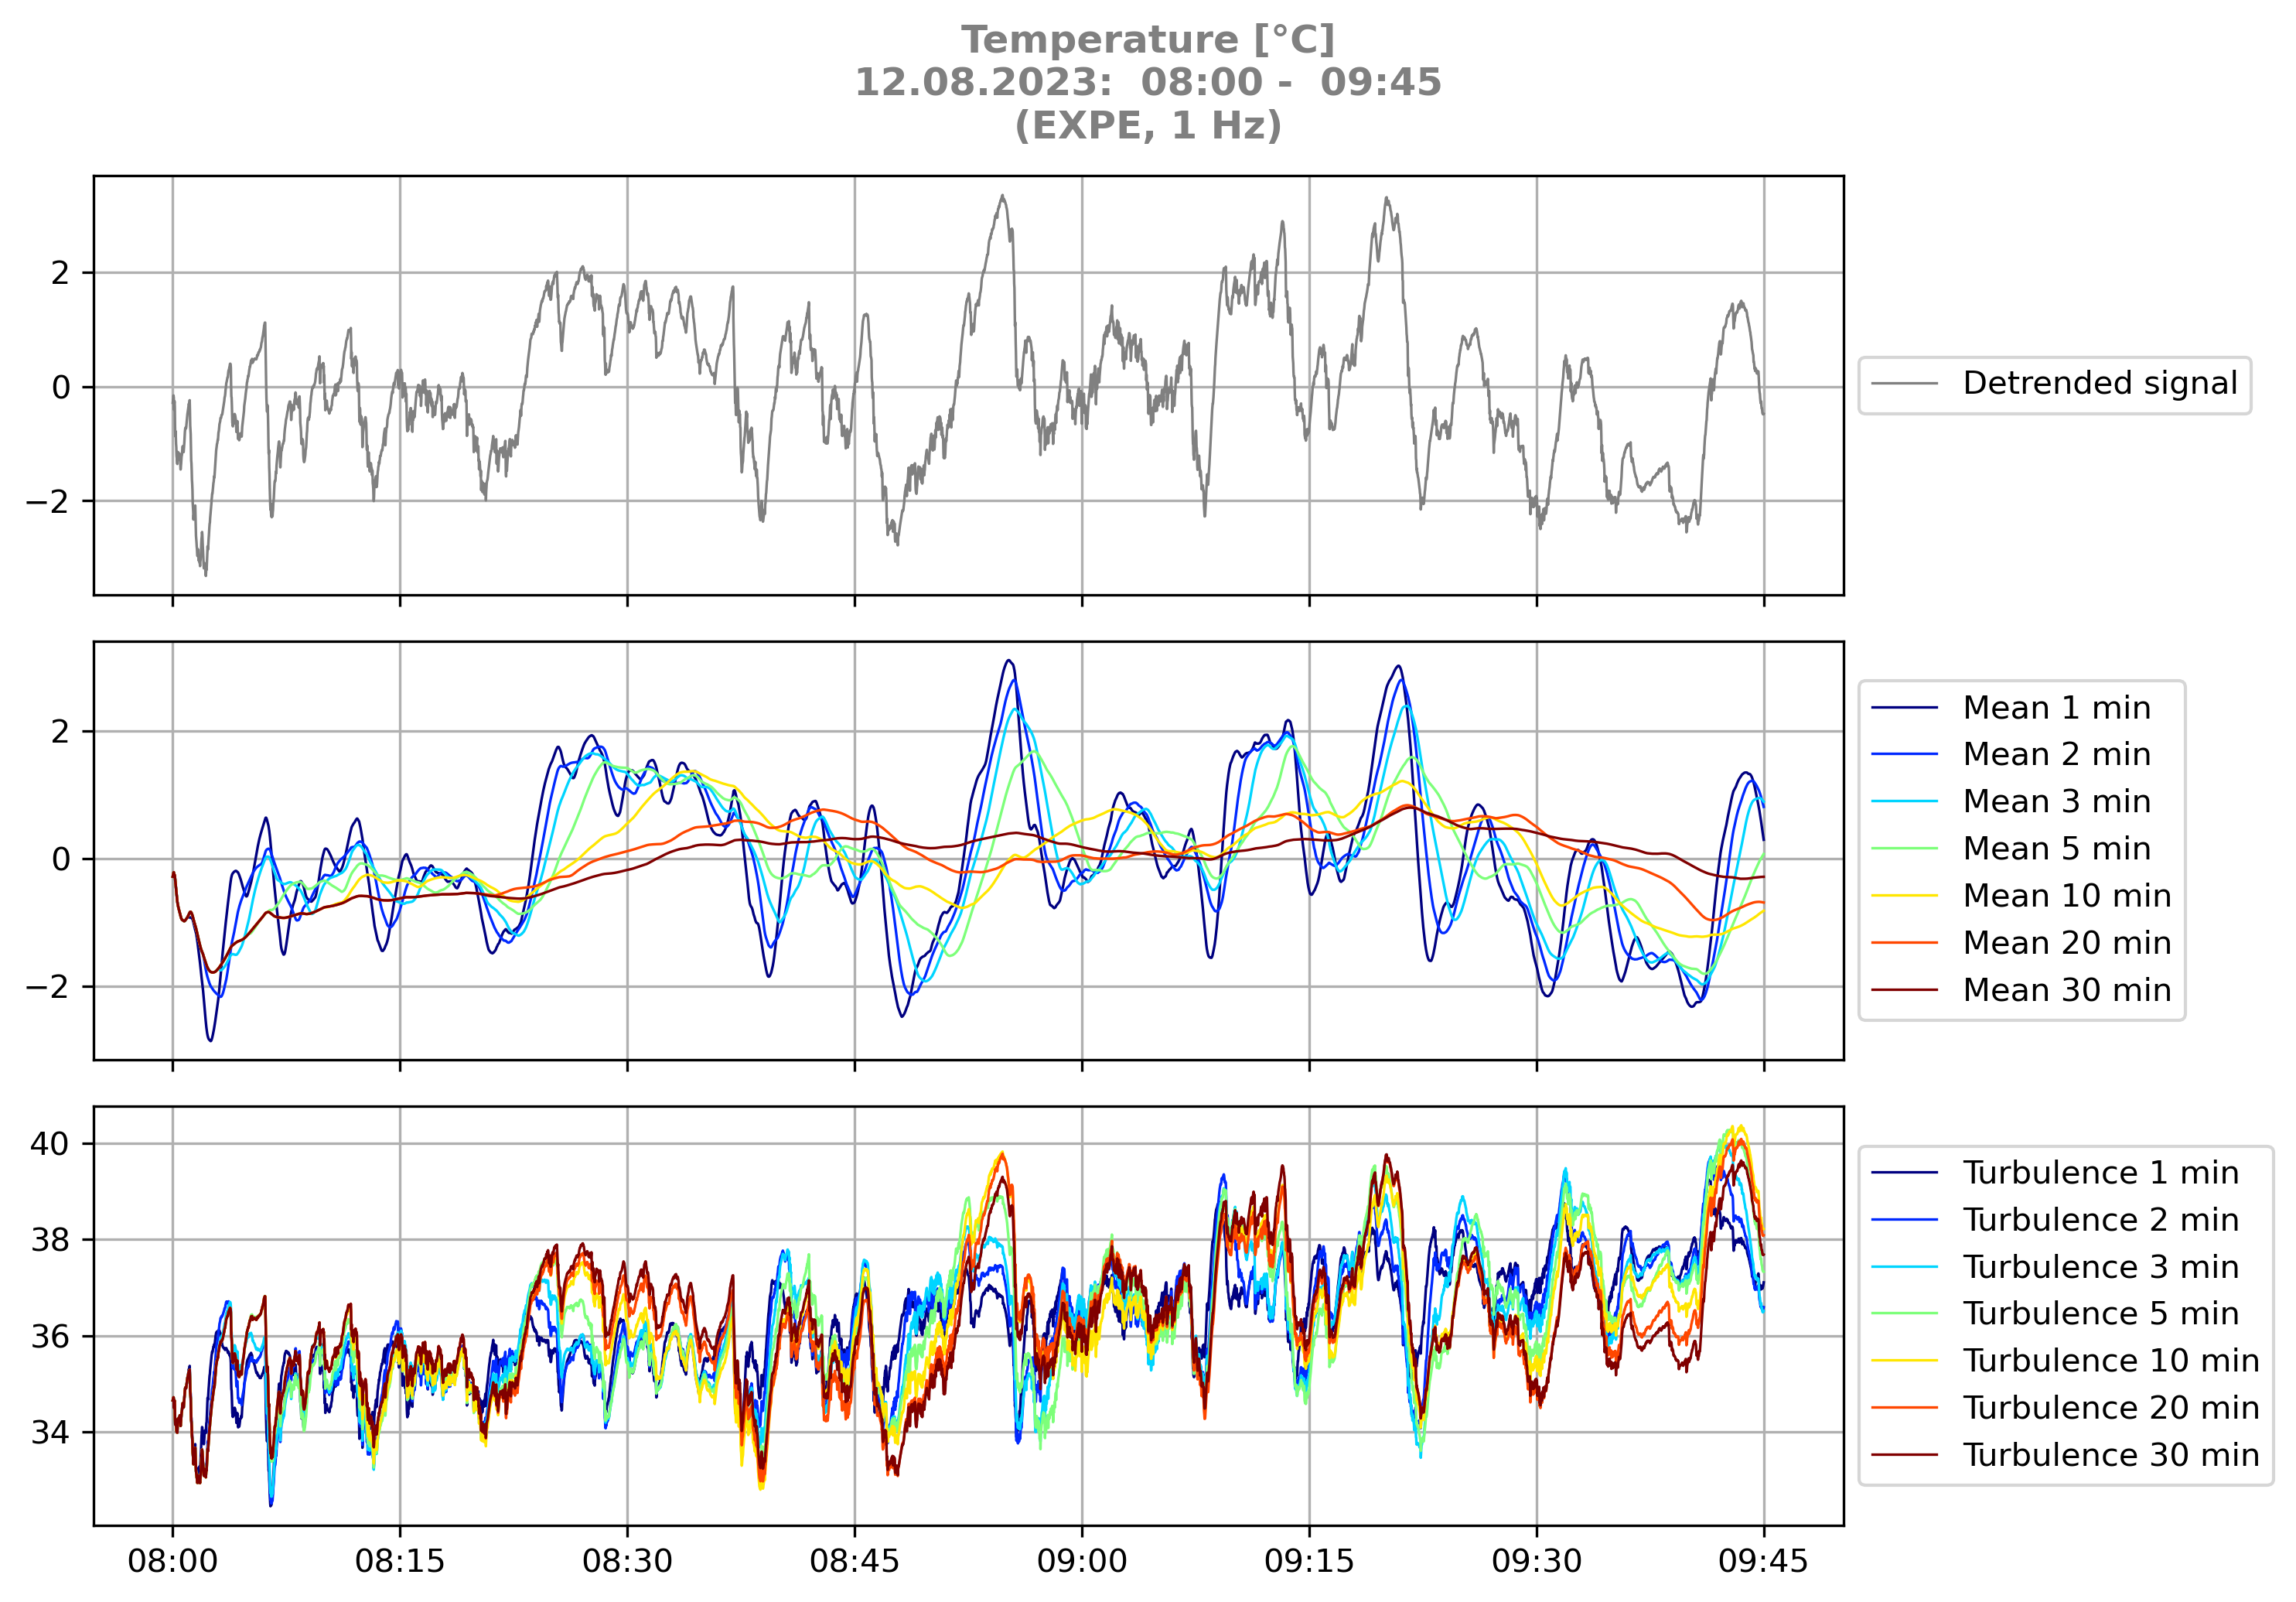 Temperature [°C]
12.08.2023:  08:00 -  09:45
(EXPE, 1 Hz)
2
0
−2
Detrended signal
2
0
−2
Mean 1 min
Mean 2 min
Mean 3 min
Mean 5 min
Mean 10 min
Mean 20 min
Mean 30 min
40
38
36
34
Turbulence 1 min
Turbulence 2 min
Turbulence 3 min
Turbulence 5 min
Turbulence 10 min
Turbulence 20 min
Turbulence 30 min
08:00 08:15 08:30 08:45 09:00 09:15 09:30 09:45